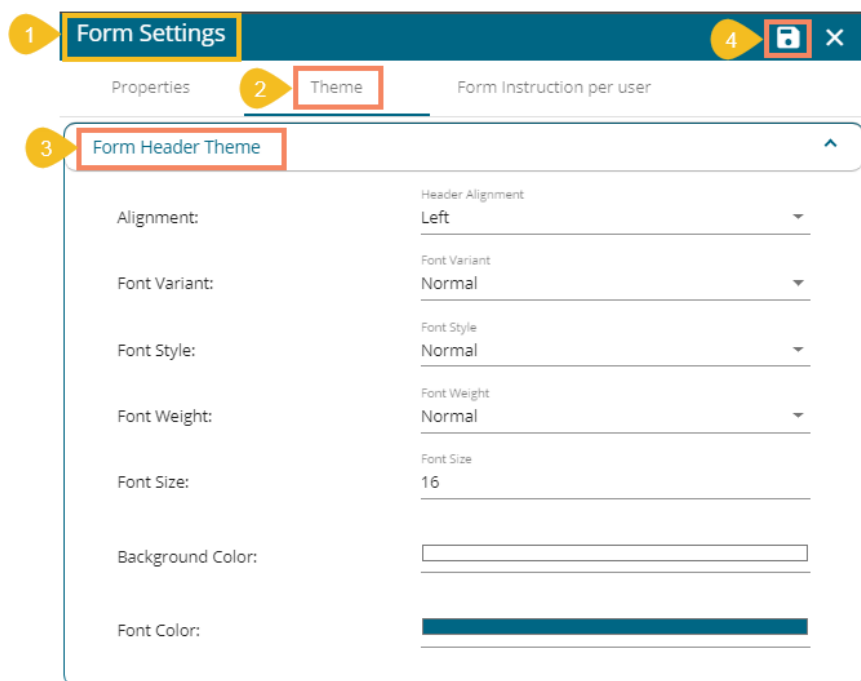 1 Form Settings 4
Properties 2 Theme Form Instruction per user
3 Form Header Theme
Header Alignment
Alignment: Left
Font Variant
Font Variant: Normal
Font Style
Font Style: Normal
Font Weight
Font Weight: Normal
Font Size
Font Size: 16
Background Color:
Font Color: